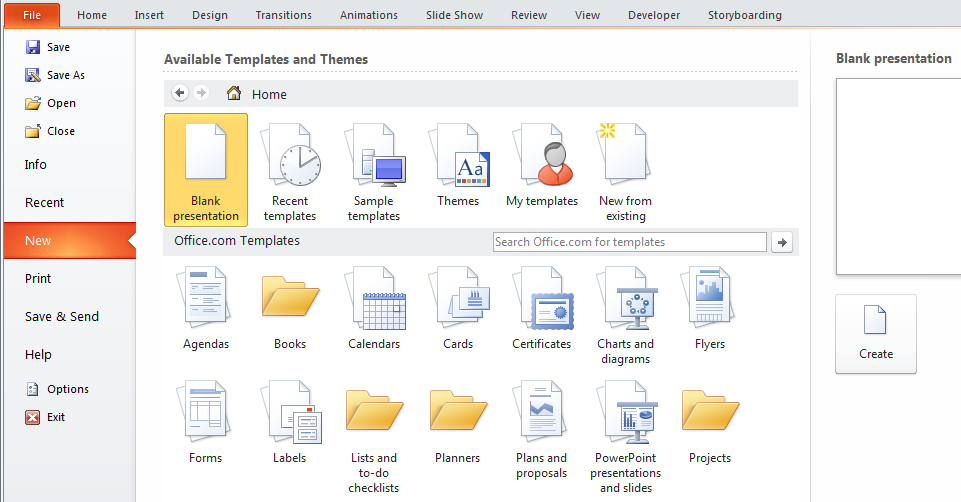 File Home Insert Design Transitions Animations Slide Show Review View Developer Storyboarding
Save
Save As
Open
Close
Info
Recent
New
Print
Save & Send
Help
Options
Exit
Available Templates and Themes
Home
Blank
presentation
Recent
templates
Sample
templates
Aa
Themes
My templates
New from
existing
Office.com Templates
Search Office.com for templates
Agendas
Books
Calendars
Cards
Certificates
Charts and
diagrams
Flyers
Forms
Labels
Lists and
to-do
checklists
Planners
Plans and
proposals
PowerPoint
presentations
and slides
Projects
Blank presentation
Create